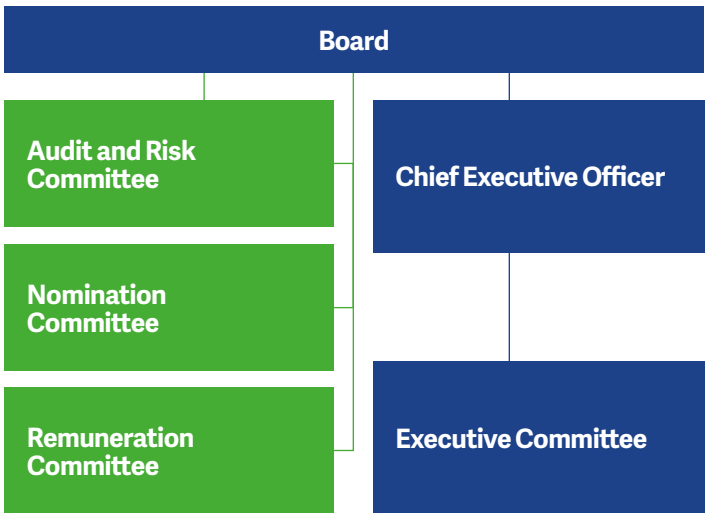 Board
Audit and Risk
Committee
Chief Executive Officer
Nomination
Committee
Remuneration
Committee
Executive Committee